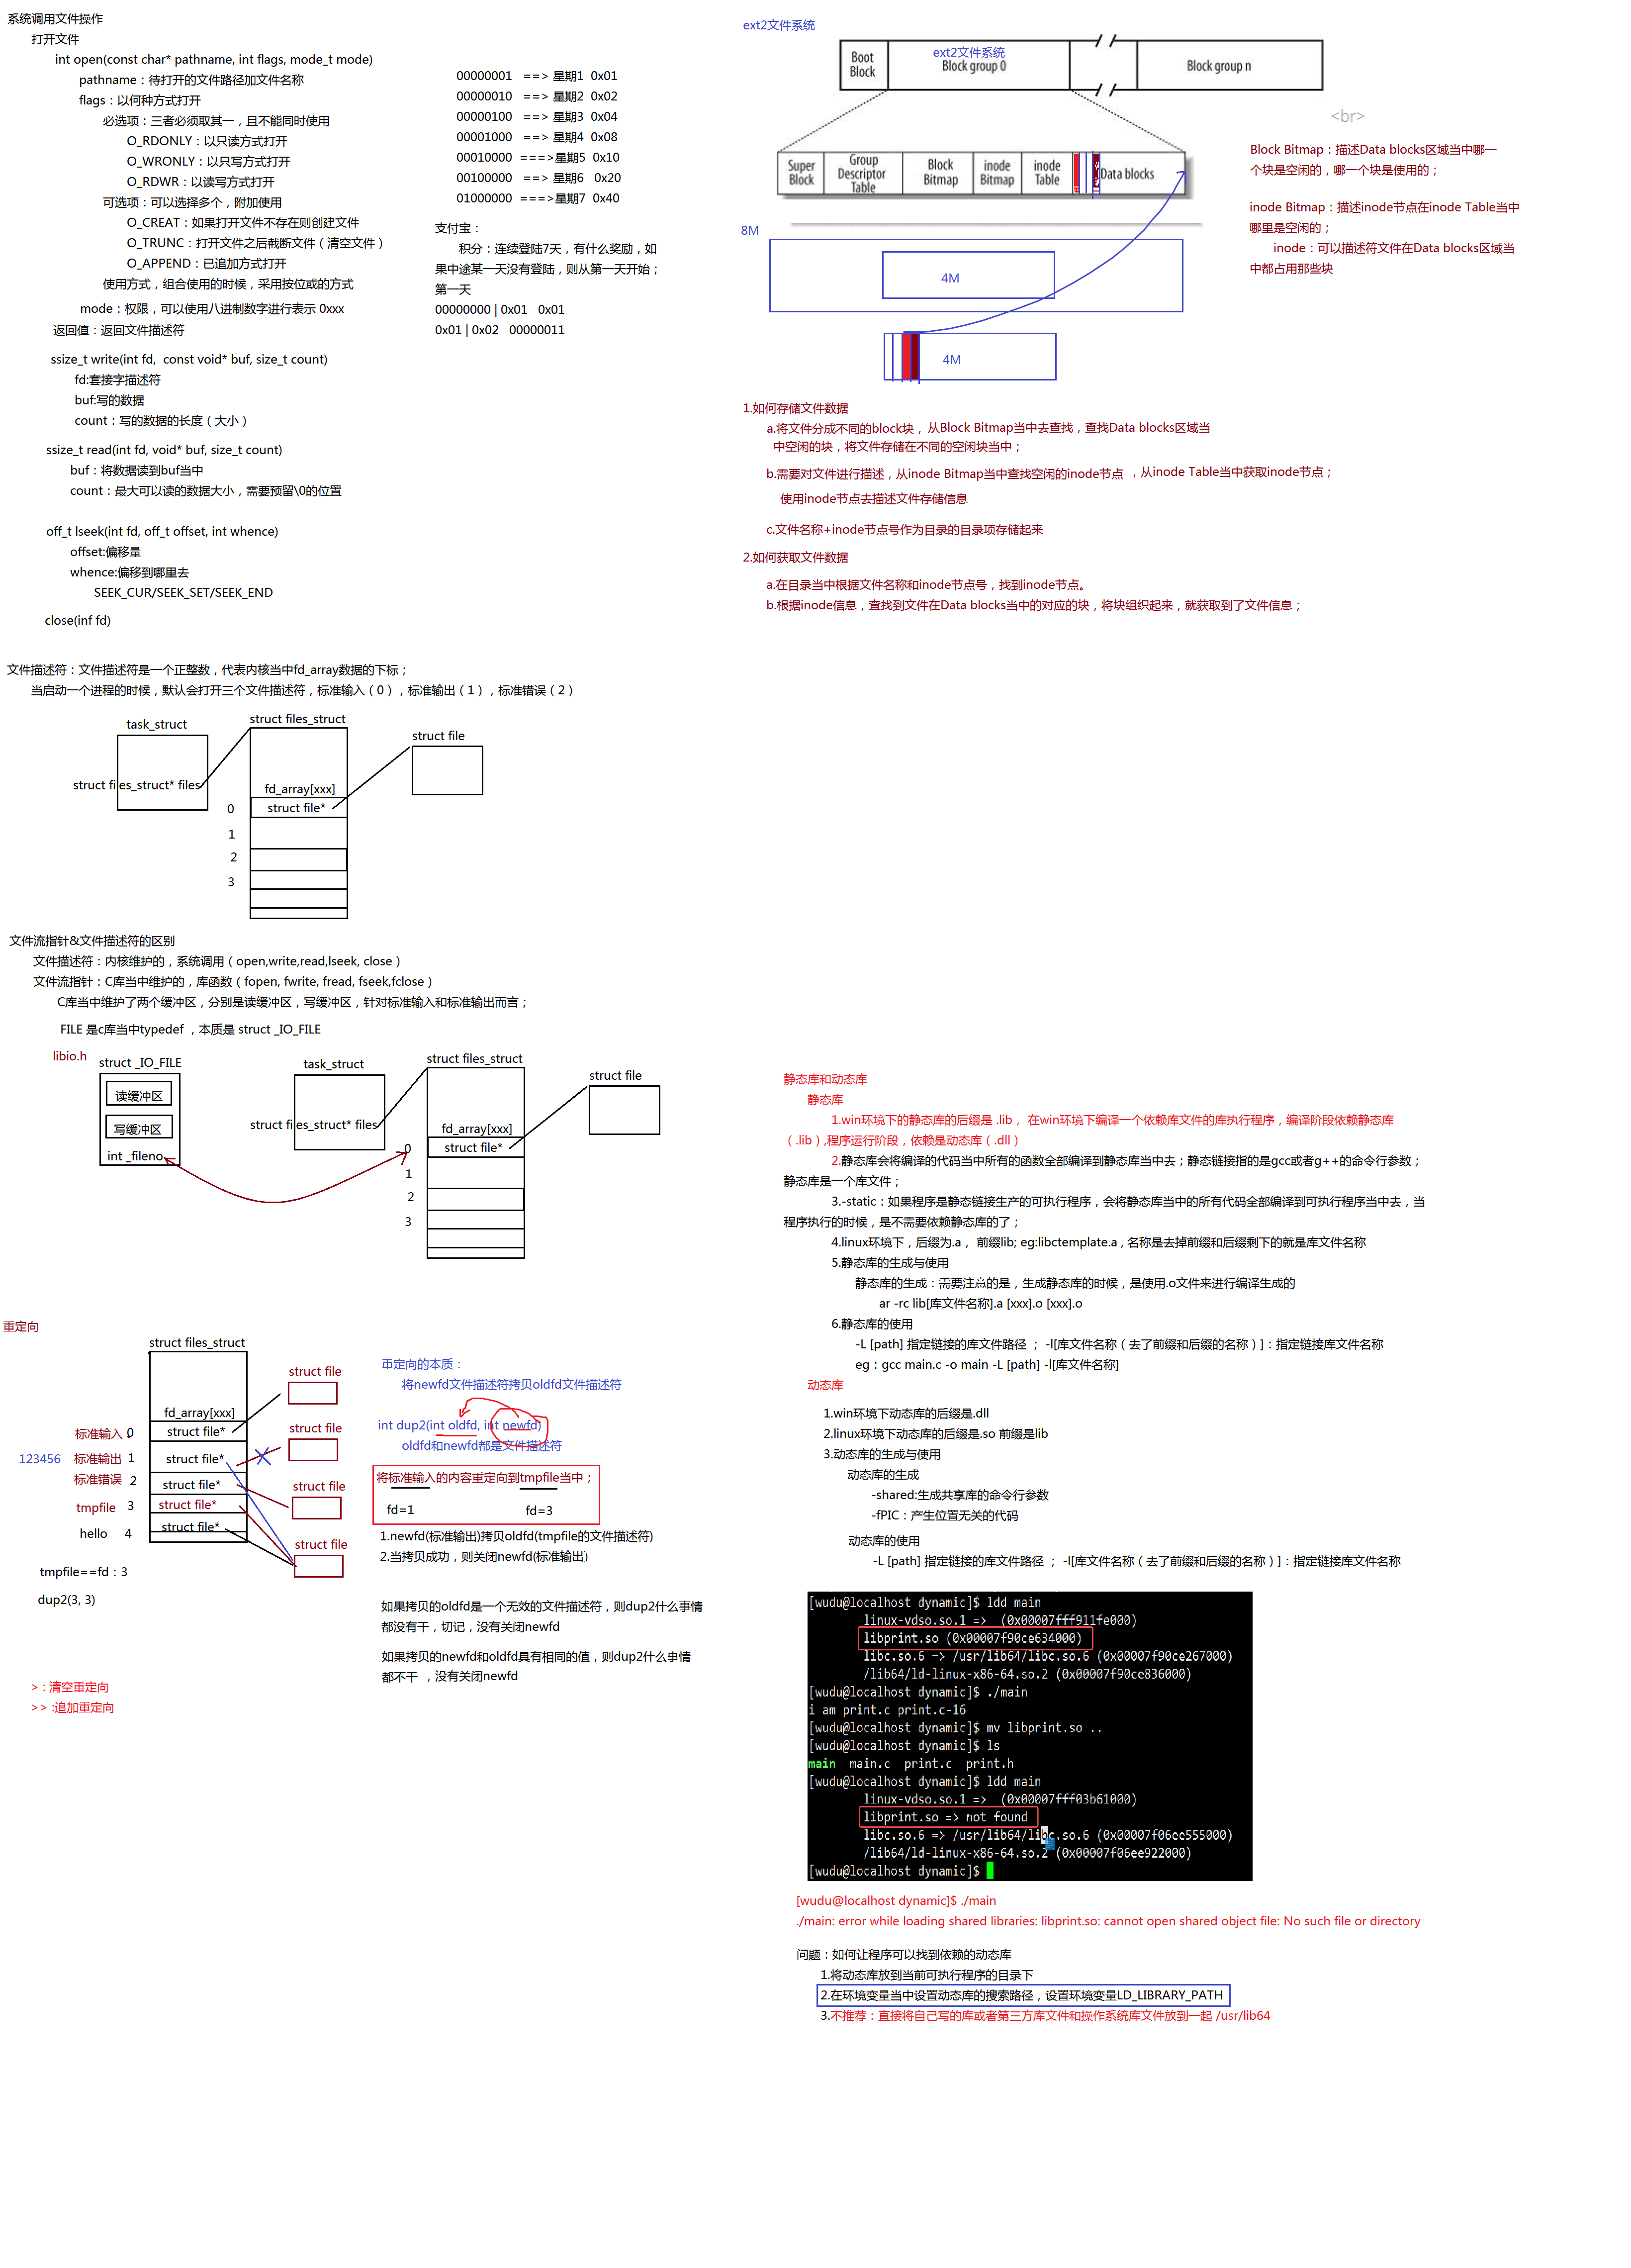 系统调用文件操作
打开文件
int open(const char* pathname, int flags, mode_t mode)
pathname：待打开的文件路径加文件名称
flags：以何种方式打开
必选项：三者必须取其一，且不能同时使用
O_RDONLY：以只读方式打开
O_WRONLY：以只写方式打开
O_RDWR：以读写方式打开
可选项：可以选择多个，附加使用
O_CREAT：如果打开文件不存在则创建文件
O_TRUNC：打开文件之后截断文件（清空文件）
O_APPEND：已追加方式打开
使用方式，组合使用的时候，采用按位或的方式
mode：权限，可以使用八进制数字进行表示 0xxx
返回值：返回文件描述符
ssize_t write(int fd, const void* buf, size_t count)
fd:套接字描述符
buf:写的数据
count：写的数据的长度（大小）
ssize_t read(int fd, void* buf, size_t count)
buf：将数据读到buf当中
count：最大可以读的数据大小，需要预留\0的位置
off_t lseek(int fd, off_t offset, int whence)
offset:偏移量
whence:偏移到哪里去
SEEK_CUR/SEEK_SET/SEEK_END
close(inf fd)
00000001 ==> 星期1 0x01
00000010 ==> 星期2 0x02
00000100 ==> 星期3 0x04
00001000 ==> 星期4 0x08
00010000 ===>星期5 0x10
00100000 ==> 星期6 0x20
01000000 ===>星期7 0x40
支付宝：
积分：连续登陆7天，有什么奖励，如
果中途某一天没有登陆，则从第一天开始；
第一天
00000000 | 0x01 0x01
0x01 | 0x02 00000011
文件描述符：文件描述符是一个正整数，代表内核当中fd_array数据的下标；
当启动一个进程的时候，默认会打开三个文件描述符，标准输入（0），标准输出（1），标准错误（2）
task_struct
struct files_struct* files
struct files_struct
fd_array[xxx]
struct file*
struct file
0
1
2
3
文件流指针&文件描述符的区别
文件描述符：内核维护的，系统调用（open,write,read,lseek, close）
文件流指针：C库当中维护的，库函数（fopen, fwrite, fread, fseek,fclose）
C库当中维护了两个缓冲区，分别是读缓冲区，写缓冲区，针对标准输入和标准输出而言；
FILE 是c库当中typedef ，本质是 struct _IO_FILE
libio.h
struct _IO_FILE
读缓冲区
写缓冲区
int _fileno
task_struct
struct files_struct* files
struct files_struct
fd_array[xxx]
struct file*
struct file
0
1
2
3
重定向
struct files_struct
fd_array[xxx]
标准输入 0 struct file*
123456 标准输出 1 struct file*
标准错误 2 struct file*
tmpfile 3 struct file*
hello 4 struct file*
struct file
struct file
struct file
struct file
tmpfile==fd：3
dup2(3, 3)
>：清空重定向
>> :追加重定向
重定向的本质：
将newfd文件描述符拷贝oldfd文件描述符
int dup2(int oldfd, int newfd)
oldfd和newfd都是文件描述符
将标准输入的内容重定向到tmpfile当中；
fd=1 fd=3
1.newfd(标准输出)拷贝oldfd(tmpfile的文件描述符)
2.当拷贝成功，则关闭newfd(标准输出)
如果拷贝的oldfd是一个无效的文件描述符，则dup2什么事情
都没有干，切记，没有关闭newfd
如果拷贝的newfd和oldfd具有相同的值，则dup2什么事情
都不干 ，没有关闭newfd
ext2文件系统
Boot Block
ext2文件系统
Block group 0
Block group n
Super Block
Group Descriptor Table
Block Bitmap
inode Bitmap
inode Table
Data blocks
<br>
Block Bitmap：描述Data blocks区域当中哪一
个块是空闲的，哪一个块是使用的；
inode Bitmap：描述inode节点在inode Table当中
哪里是空闲的；
inode：可以描述符文件在Data blocks区域当
中都占用那些块
8M
4M
4M
1.如何存储文件数据
a.将文件分成不同的block块，从Block Bitmap当中去查找，查找Data blocks区域当
中空闲的块，将文件存储在不同的空闲块当中；
b.需要对文件进行描述，从inode Bitmap当中查找空闲的inode节点 ，从inode Table当中获取inode节点；
使用inode节点去描述文件存储信息
c.文件名称+inode节点号作为目录的目录项存储起来
2.如何获取文件数据
a.在目录当中根据文件名称和inode节点号，找到inode节点。
b.根据inode信息，查找到文件在Data blocks当中的对应的块，将块组织起来，就获取到了文件信息；
静态库和动态库
静态库
1.win环境下的静态库的后缀是 .lib， 在win环境下编译一个依赖库文件的库执行程序，编译阶段依赖静态库
（.lib）,程序运行阶段，依赖是动态库（.dll）
2.静态库会将编译的代码当中所有的函数全部编译到静态库当中去；静态链接指的是gcc或者g++的命令行参数；
静态库是一个库文件；
3.-static：如果程序是静态链接生产的可执行程序，会将静态库当中的所有代码全部编译到可执行程序当中去，当
程序执行的时候，是不需要依赖静态库的了；
4.linux环境下，后缀为.a， 前缀lib; eg:libctemplate.a , 名称是去掉前缀和后缀剩下的就是库文件名称
5.静态库的生成与使用
静态库的生成：需要注意的是，生成静态库的时候，是使用.o文件来进行编译生成的
ar -rc lib[库文件名称].a [xxx].o [xxx].o
6.静态库的使用
-L [path] 指定链接的库文件路径 ； -l[库文件名称（去了前缀和后缀的名称）]：指定链接库文件名称
eg：gcc main.c -o main -L [path] -l[库文件名称]
动态库
1.win环境下动态库的后缀是.dll
2.linux环境下动态库的后缀是.so 前缀是lib
3.动态库的生成与使用
动态库的生成
-shared:生成共享库的命令行参数
-fPIC：产生位置无关的代码
动态库的使用
-L [path] 指定链接的库文件路径 ； -l[库文件名称（去了前缀和后缀的名称）]：指定链接库文件名称
[wudu@localhost dynamic]$ ldd main
linux-vdso.so.1 => (0x00007fff911fe000)
libprint.so (0x00007f90ce634000)
libc.so.6 => /usr/lib64/libc.so.6 (0x00007f90ce267000)
/lib64/ld-linux-x86-64.so.2 (0x00007f90ce836000)
[wudu@localhost dynamic]$ ./main
i am print.c print.c-16
[wudu@localhost dynamic]$ mv libprint.so ..
[wudu@localhost dynamic]$ ls
main main.c print.c print.h
[wudu@localhost dynamic]$ ldd main
linux-vdso.so.1 => (0x00007fff03b61000)
libprint.so => not found
libc.so.6 => /usr/lib64/libc.so.6 (0x00007f06ee555000)
/lib64/ld-linux-x86-64.so.2 (0x00007f06ee922000)
[wudu@localhost dynamic]$
[wudu@localhost dynamic]$ ./main
./main: error while loading shared libraries: libprint.so: cannot open shared object file: No such file or directory
问题：如何让程序可以找到依赖的动态库
1.将动态库放到当前可执行程序的目录下
2.在环境变量当中设置动态库的搜索路径，设置环境变量LD_LIBRARY_PATH
3.不推荐：直接将自己写的库或者第三方库文件和操作系统库文件放到一起 /usr/lib64